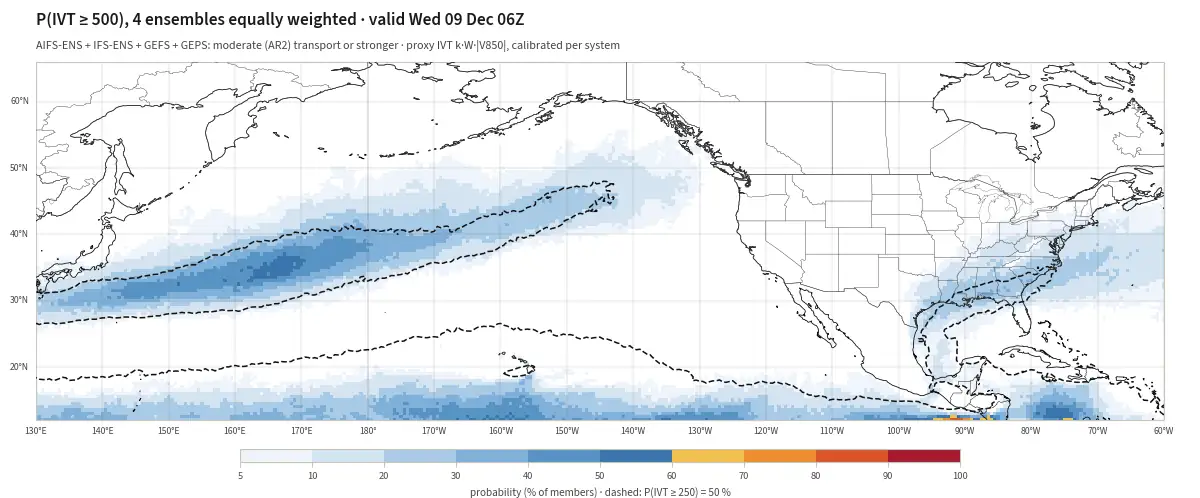 P(IVT ≥ 500), 4 ensembles equally weighted · valid Wed 09 Dec 06Z
AIFS-ENS + IFS-ENS + GEFS + GEPS: moderate (AR2) transport or stronger · proxy IVT k·W·|V850|, calibrated per system
60°N
50°N
40°N
30°N
20°N
130°E 140°E 150°E 160°E 170°E 180° 170°W 160°W 150°W 140°W 130°W 120°W 110°W 100°W 90°W 80°W 70°W 60°W
5 10 20 30 40 50 60 70 80 90 100
probability (% of members) · dashed: P(IVT ≥ 250) = 50 %